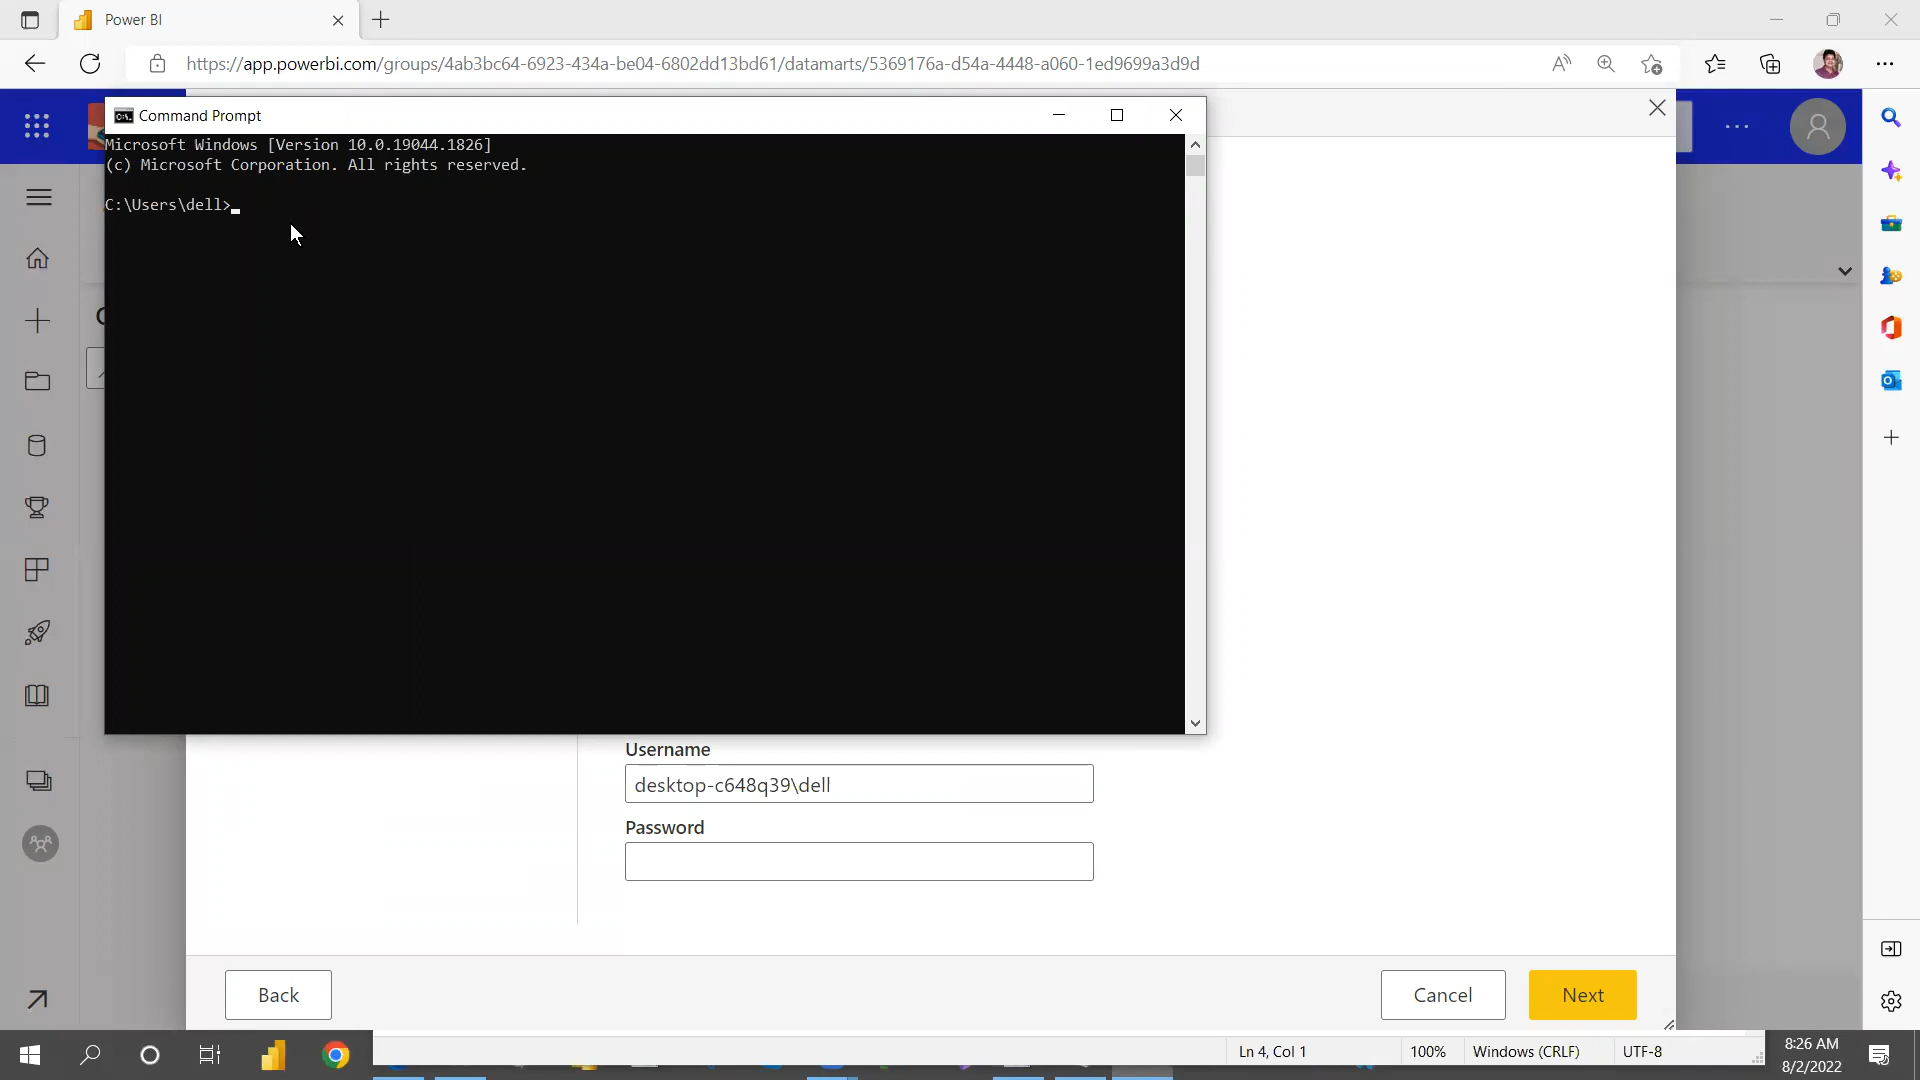 Power BI
https://app.powerbi.com/groups/4ab3bc64-6923-434a-be04-6802dd13bd61/datamarts/5369176a-d54a-4448-a060-1ed9699a3d9d
Command Prompt
Microsoft Windows [Version 10.0.19044.1826]
(c) Microsoft Corporation. All rights reserved.
C:\Users\dell>
Username
desktop-c648q39\dell
Password
Back
Cancel
Next
Ln 4, Col 1
100%
Windows (CRLF)
UTF-8
8:26 AM
8/2/2022